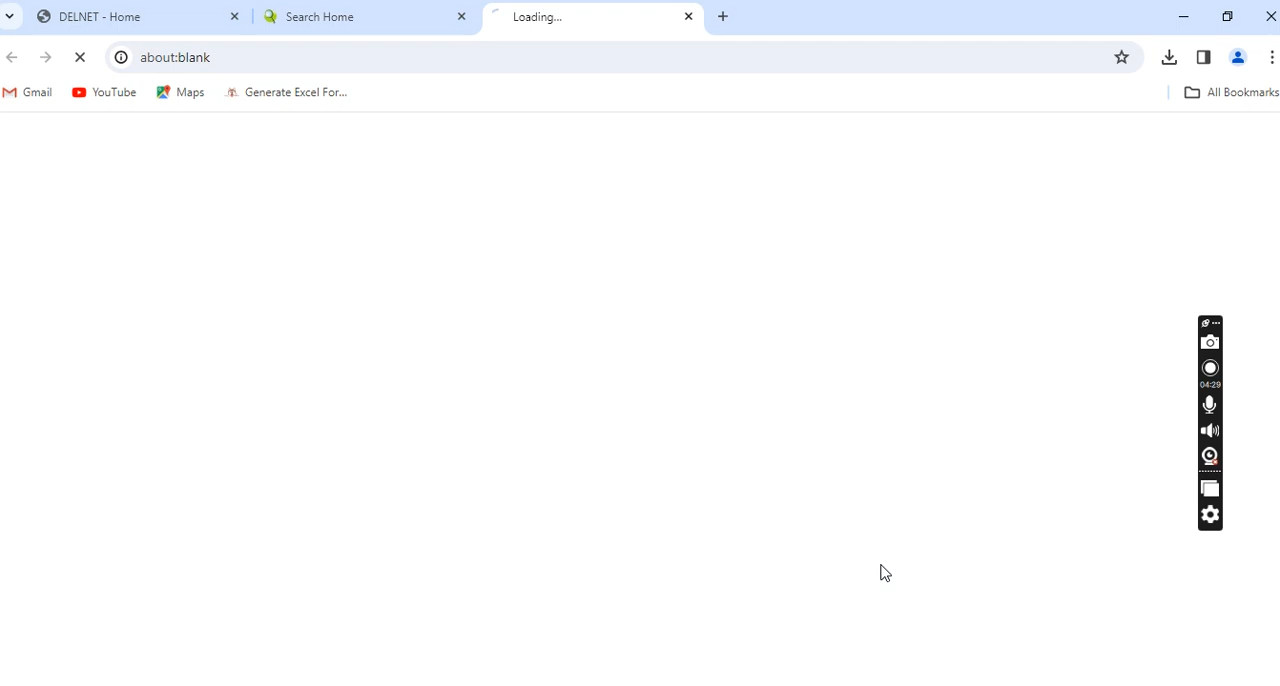 DELNET - Home
Search Home
Loading...
about:blank
Gmail
YouTube
Maps
Generate Excel For...
All Bookmarks
04:29